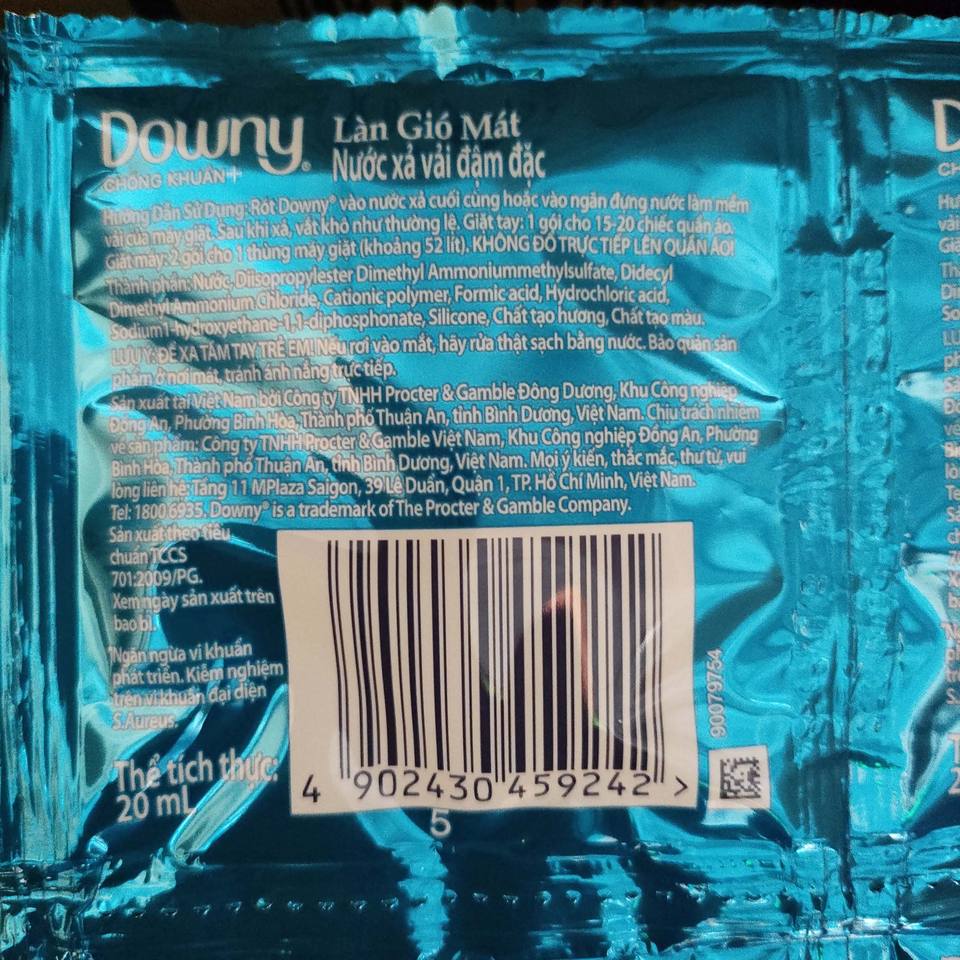 Downy®
CHỐNG KHUẨN+
Làn Gió Mát
Nước xả vải đậm đặc
Hướng Dẫn Sử Dụng: Rót Downy® vào nước xả cuối cùng hoặc vào ngăn đựng nước làm mềm
vải của máy giặt. Sau khi xả, vắt khô như thường lệ. Giặt tay: 1 gói cho 15-20 chiếc quần áo.
Giặt máy: 2 gói cho 1 thùng máy giặt (khoảng 52 lít). KHÔNG ĐỔ TRỰC TIẾP LÊN QUẦN ÁO!
Thành phần: Nước, Diisopropylester Dimethyl Ammoniummethylsulfate, Didecyl
Dimethyl Ammonium Chloride, Cationic polymer, Formic acid, Hydrochloric acid,
Sodium1-hydroxyethane-1,1-diphosphonate, Silicone, Chất tạo hương, Chất tạo màu.
LƯU Ý: ĐỂ XA TẦM TAY TRẺ EM! Nếu rơi vào mắt, hãy rửa thật sạch bằng nước. Bảo quản sản
phẩm ở nơi mát, tránh ánh nắng trực tiếp.
Sản xuất tại Việt Nam bởi Công ty TNHH Procter & Gamble Đông Dương, Khu Công nghiệp
Đồng An, Phường Bình Hòa, Thành phố Thuận An, tỉnh Bình Dương, Việt Nam. Chịu trách nhiệm
về sản phẩm: Công ty TNHH Procter & Gamble Việt Nam, Khu Công nghiệp Đồng An, Phường
Bình Hòa, Thành phố Thuận An, tỉnh Bình Dương, Việt Nam. Mọi ý kiến, thắc mắc, thư từ, vui
lòng liên hệ: Tầng 11 MPlaza Saigon, 39 Lê Duẩn, Quận 1, TP. Hồ Chí Minh, Việt Nam.
Tel: 1800 6935. Downy® is a trademark of The Procter & Gamble Company.
Sản xuất theo tiêu
chuẩn TCCS
701:2009/PG.
Xem ngày sản xuất trên
bao bì.
*Ngăn ngừa vi khuẩn
phát triển. Kiểm nghiệm
trên vi khuẩn đại diện
S.Aureus.
Thể tích thực:
20 mL
4 902430 459242 >
5
90079754